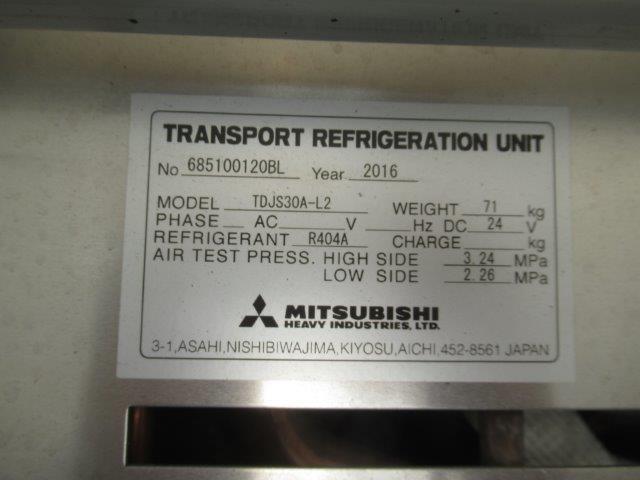 TRANSPORT REFRIGERATION UNIT
No 685100120BL Year 2016
MODEL TDJS30A-L2 WEIGHT 71 kg
PHASE AC V Hz DC 24 V
REFRIGERANT R404A CHARGE kg
AIR TEST PRESS. HIGH SIDE 3.24 MPa
LOW SIDE 2.26 MPa
MITSUBISHI
HEAVY INDUSTRIES, LTD.
3-1,ASAHI,NISHIBIWAJIMA,KIYOSU,AICHI,452-8561 JAPAN